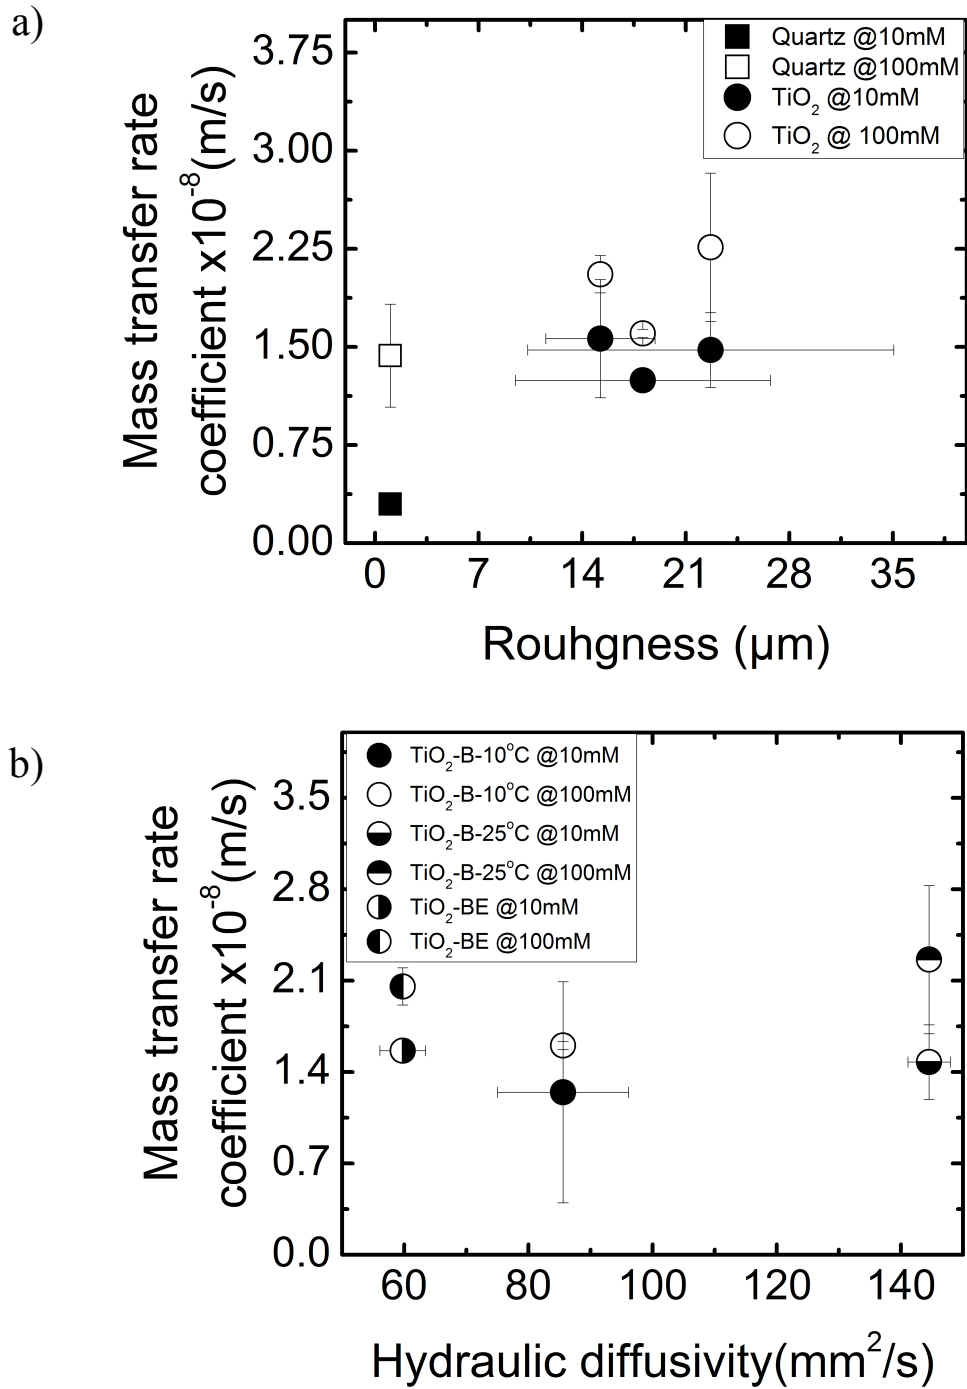 a)
Mass transfer rate
coefficient x10⁻⁸(m/s)
3.75
3.00
2.25
1.50
0.75
0.00
Quartz @10mM
Quartz @100mM
TiO₂ @10mM
TiO₂ @ 100mM
0 7 14 21 28 35
Rouhgness (µm)
b)
Mass transfer rate
coefficient x10⁻⁸(m/s)
3.5
2.8
2.1
1.4
0.7
0.0
TiO₂-B-10°C @10mM
TiO₂-B-10°C @100mM
TiO₂-B-25°C @10mM
TiO₂-B-25°C @100mM
TiO₂-BE @10mM
TiO₂-BE @100mM
60 80 100 120 140
Hydraulic diffusivity(mm²/s)